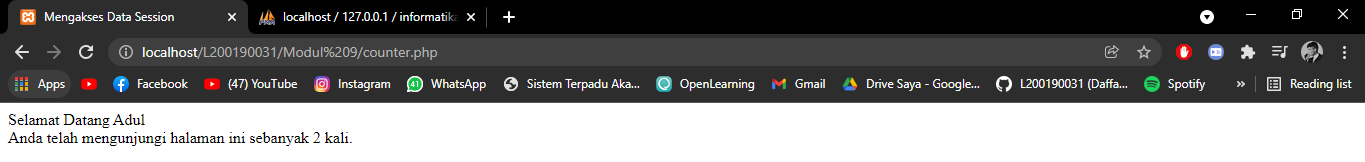 Mengakses Data Session
localhost / 127.0.0.1 / informatika
localhost/L200190031/Modul%209/counter.php
Apps
Facebook
(47) YouTube
Instagram
41
WhatsApp
Sistem Terpadu Aka...
OpenLearning
Gmail
Drive Saya - Google...
L200190031 (Daffa...
Spotify
»
Reading list
Selamat Datang Adul
Anda telah mengunjungi halaman ini sebanyak 2 kali.